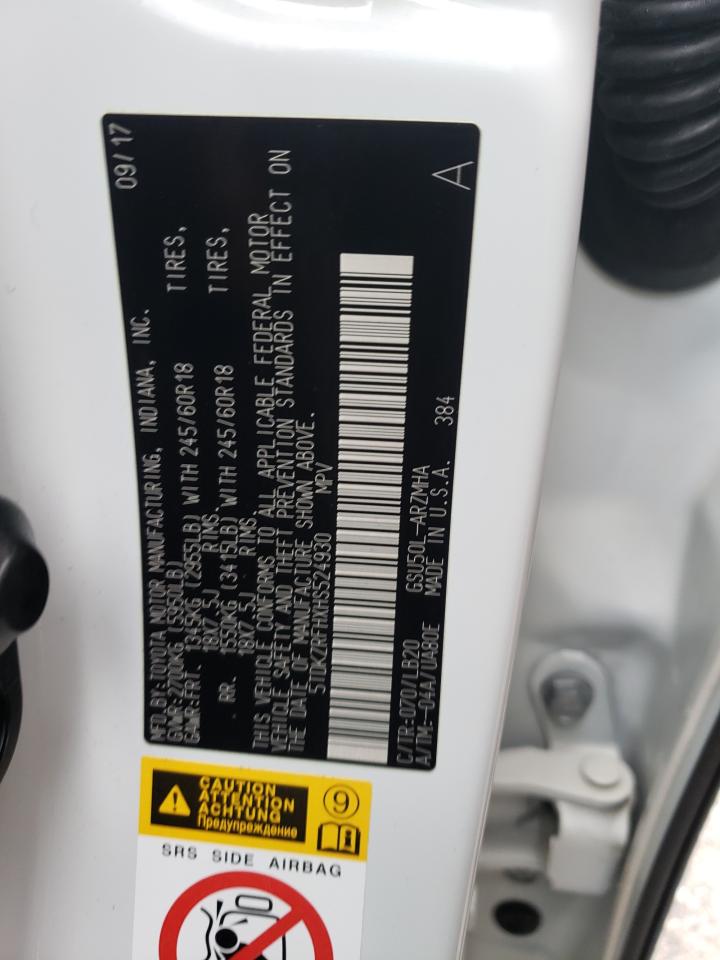 MFD.BY: TOYOTA MOTOR MANUFACTURING, INDIANA, INC. 09/17
GVWR: 2700KG (5950LB)
GAWR: FRT. 1345KG (2955LB) WITH 245/60R18 TIRES,
18X7.5J RIMS.
RR. 1550KG (3415LB) WITH 245/60R18 TIRES,
18X7.5J RIMS.
THIS VEHICLE CONFORMS TO ALL APPLICABLE FEDERAL MOTOR
VEHICLE SAFETY AND THEFT PREVENTION STANDARDS IN EFFECT ON
THE DATE OF MANUFACTURE SHOWN ABOVE.
5TDKZRFHXHS524930 MPV
C/TR: 070/LB20 GSU50L-ARZMHA A
A/TM: -04A/UA80E MADE IN U.S.A. 384
CAUTION
ATTENTION
ACHTUNG
Предупреждение
9
SRS SIDE AIRBAG